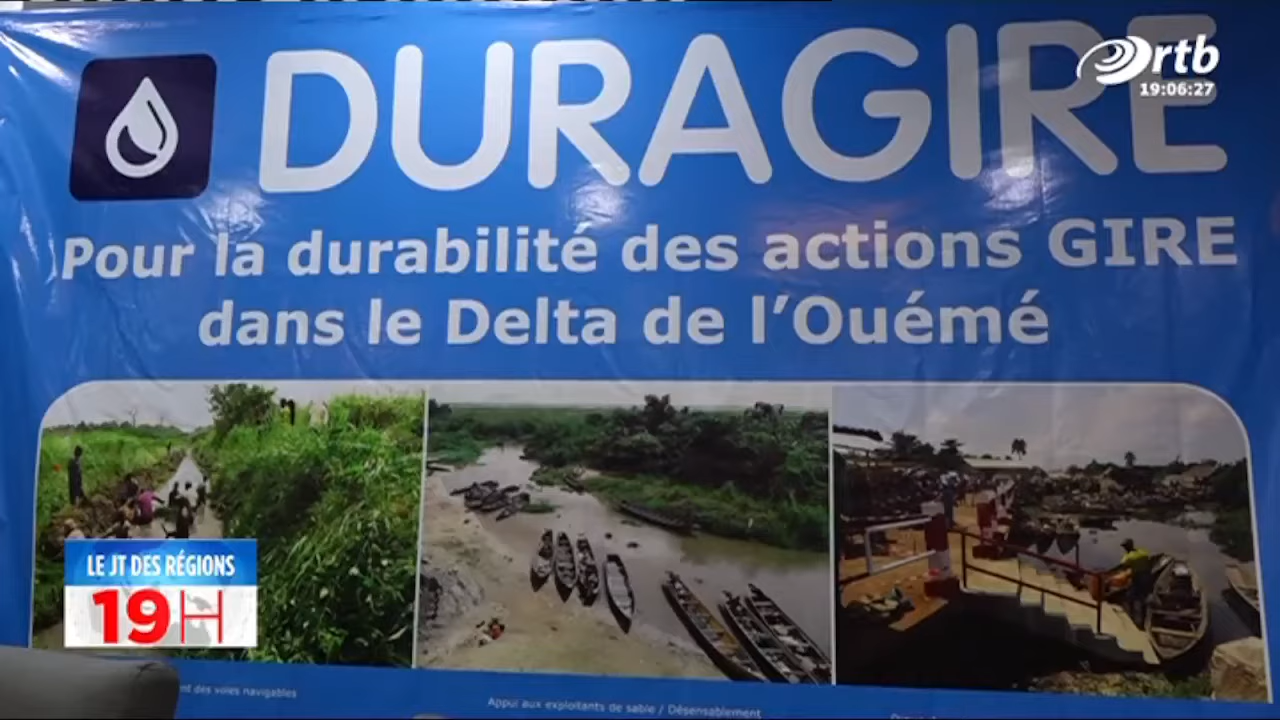 DURAGIRE
rtb
19:06:27
Pour la durabilité des actions GIRE
dans le Delta de l'Ouémé
LE JT DES RÉGIONS
19H
des voies navigables
Appui aux exploitants de sable / Désensablement